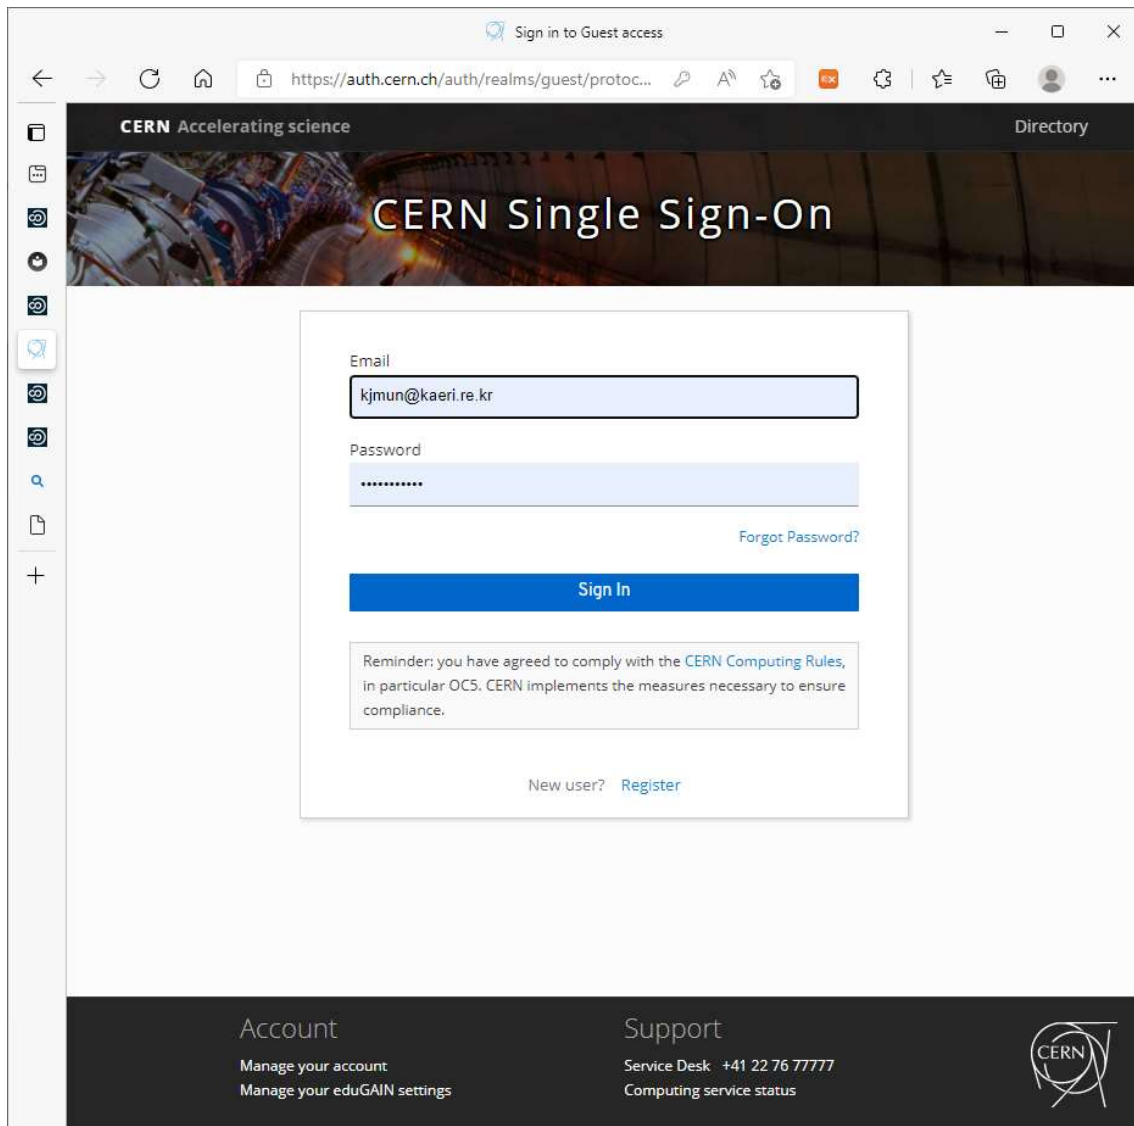 Sign in to Guest access
https://auth.cern.ch/auth/realms/guest/protoc...
CERN Accelerating science
Directory
CERN Single Sign-On
Email
kjmun@kaeri.re.kr
Password
•••••••••••
Forgot Password?
Sign In
Reminder: you have agreed to comply with the CERN Computing Rules,
in particular OC5. CERN implements the measures necessary to ensure
compliance.
New user? Register
Account
Manage your account
Manage your eduGAIN settings
Support
Service Desk +41 22 76 77777
Computing service status
CERN